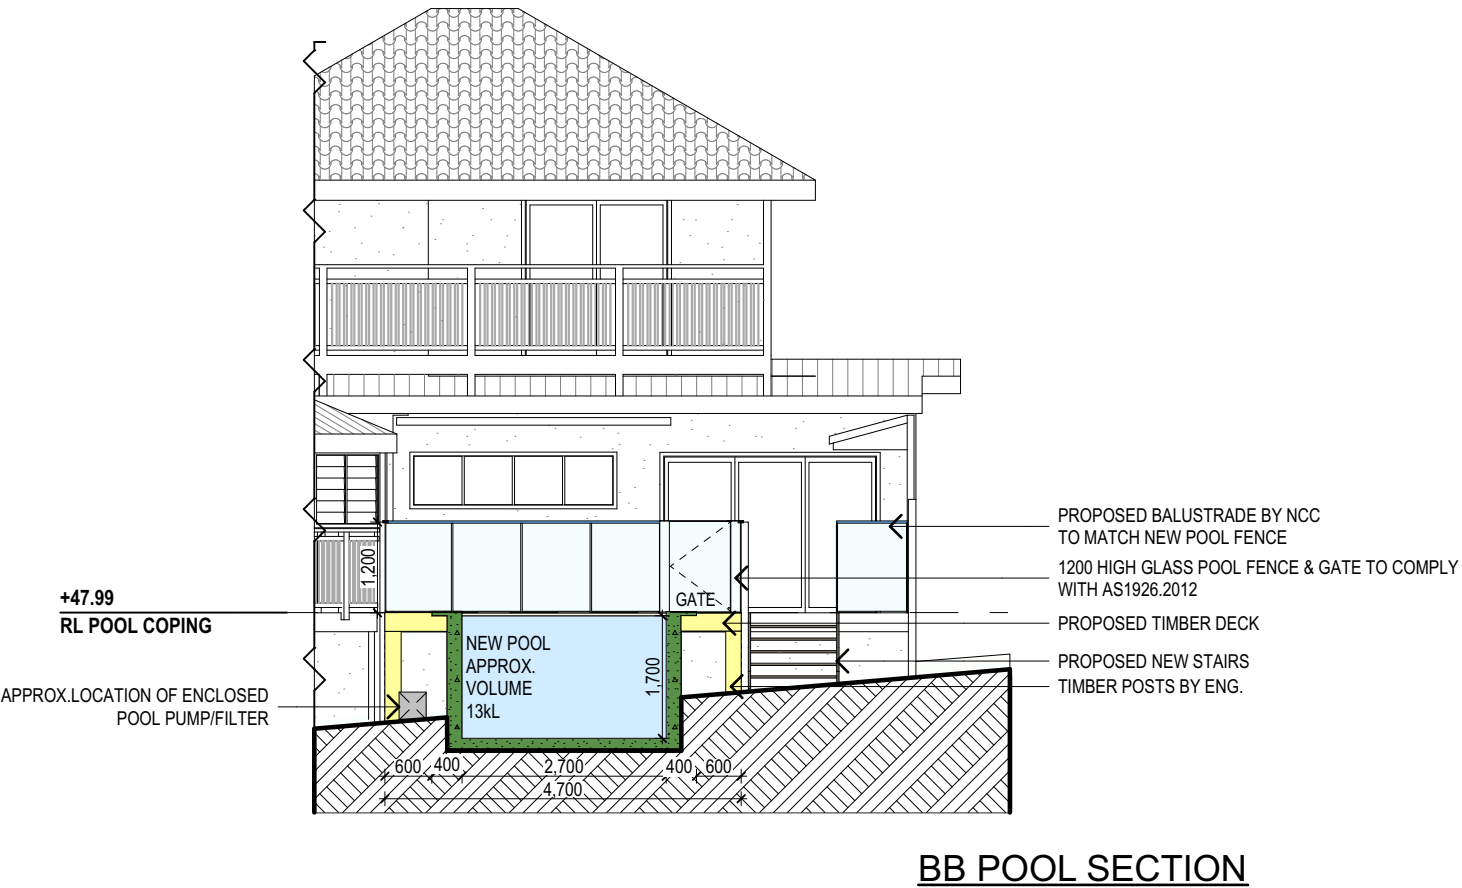 PROPOSED BALUSTRADE BY NCC
TO MATCH NEW POOL FENCE
1200 HIGH GLASS POOL FENCE & GATE TO COMPLY
WITH AS1926.2012
1,200
GATE
+47.99
RL POOL COPING
PROPOSED TIMBER DECK
NEW POOL
APPROX.
VOLUME
13kL
1,700
PROPOSED NEW STAIRS
TIMBER POSTS BY ENG.
APPROX.LOCATION OF ENCLOSED
POOL PUMP/FILTER
600 400 2,700 400 600
4,700
BB POOL SECTION